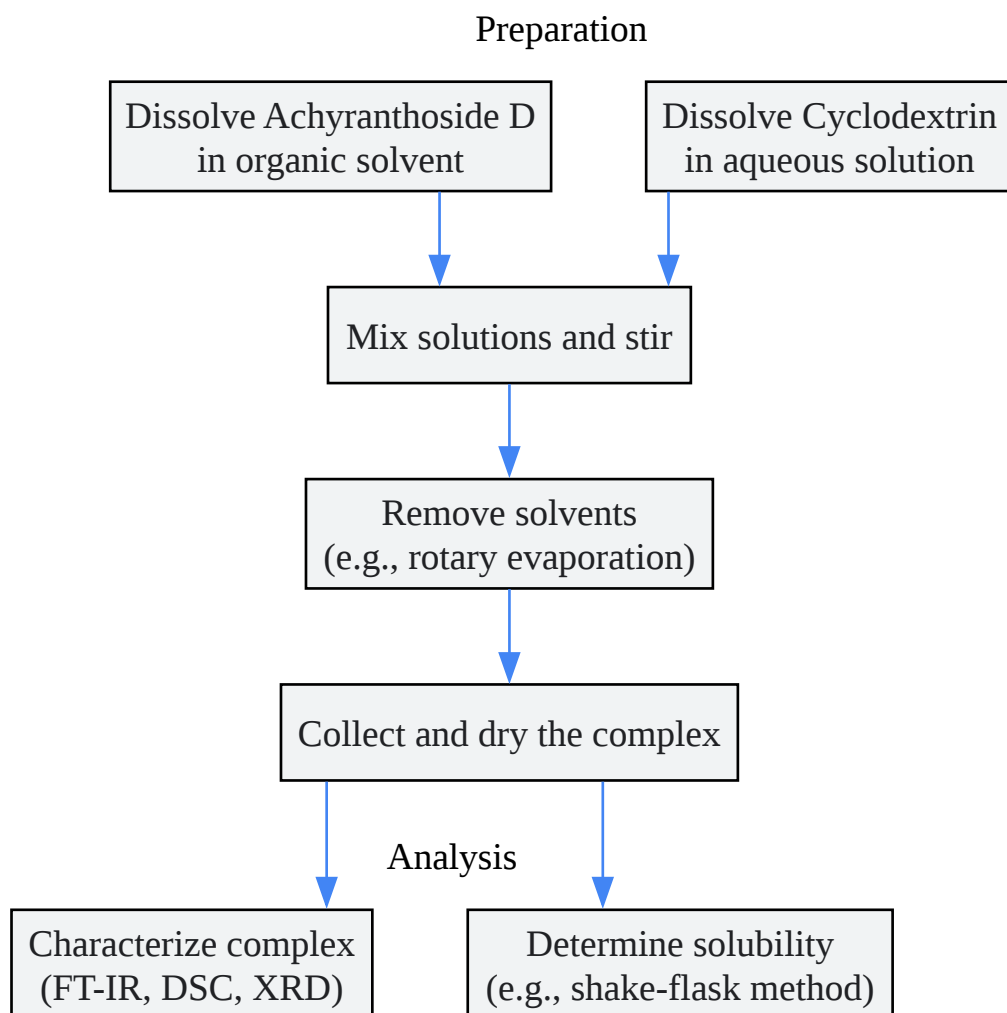 Preparation
Dissolve Achyranthoside D
in organic solvent
Dissolve Cyclodextrin
in aqueous solution
Mix solutions and stir
Remove solvents
(e.g., rotary evaporation)
Collect and dry the complex
Analysis
Characterize complex
(FT-IR, DSC, XRD)
Determine solubility
(e.g., shake-flask method)